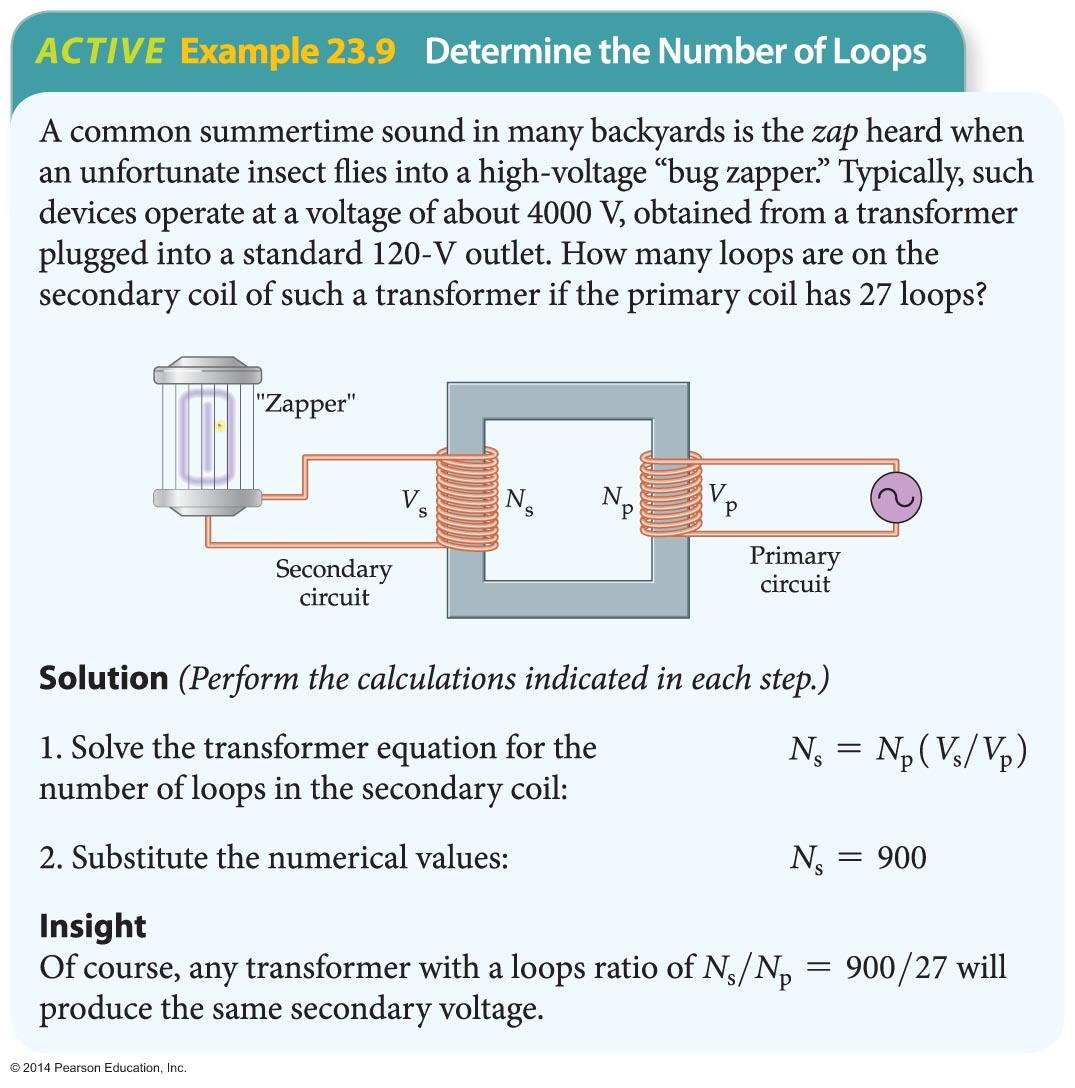 ACTIVE Example 23.9 Determine the Number of Loops
A common summertime sound in many backyards is the zap heard when
an unfortunate insect flies into a high-voltage “bug zapper.” Typically, such
devices operate at a voltage of about 4000 V, obtained from a transformer
plugged into a standard 120-V outlet. How many loops are on the
secondary coil of such a transformer if the primary coil has 27 loops?
"Zapper"
Vs Ns Np Vp
Secondary
circuit
Primary
circuit
Solution (Perform the calculations indicated in each step.)
1. Solve the transformer equation for the Ns = Np(Vs/Vp)
number of loops in the secondary coil:
2. Substitute the numerical values: Ns = 900
Insight
Of course, any transformer with a loops ratio of Ns/Np = 900/27 will
produce the same secondary voltage.
© 2014 Pearson Education, Inc.